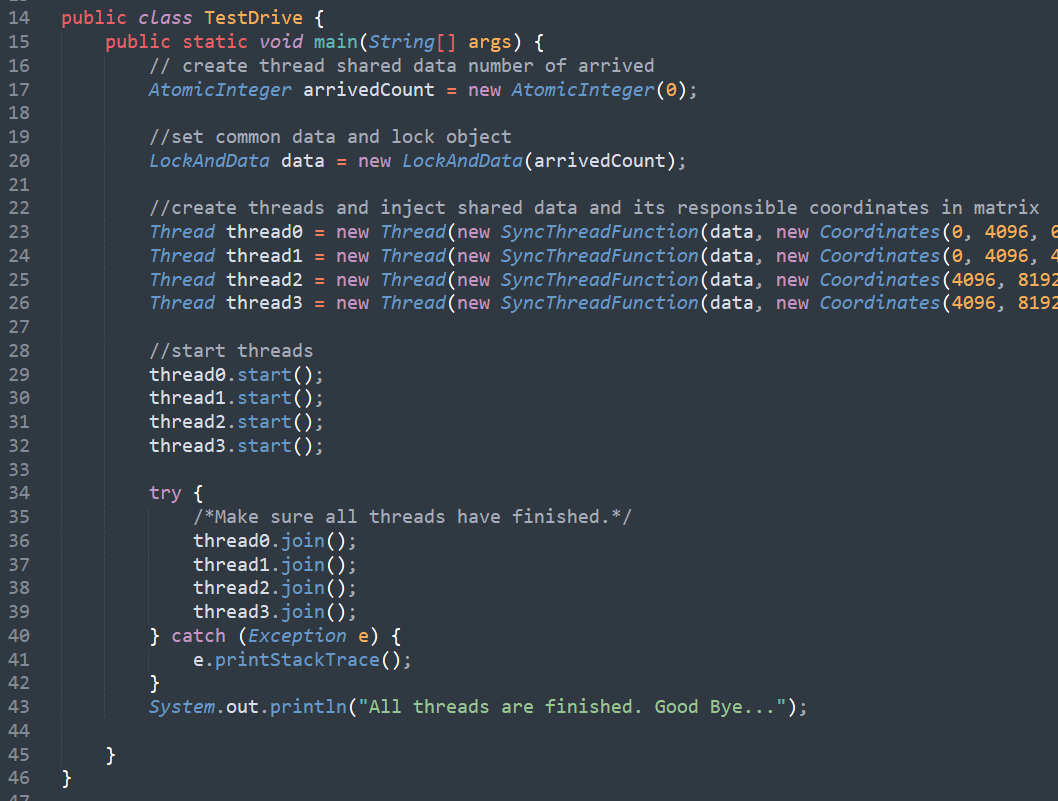 14 public class TestDrive {
15 public static void main(String[] args) {
16 // create thread shared data number of arrived
17 AtomicInteger arrivedCount = new AtomicInteger(0);
18
19 //set common data and lock object
20 LockAndData data = new LockAndData(arrivedCount);
21
22 //create threads and inject shared data and its responsible coordinates in matrix
23 Thread thread0 = new Thread(new SyncThreadFunction(data, new Coordinates(0, 4096, 0
24 Thread thread1 = new Thread(new SyncThreadFunction(data, new Coordinates(0, 4096, 4
25 Thread thread2 = new Thread(new SyncThreadFunction(data, new Coordinates(4096, 8192
26 Thread thread3 = new Thread(new SyncThreadFunction(data, new Coordinates(4096, 8192
27
28 //start threads
29 thread0.start();
30 thread1.start();
31 thread2.start();
32 thread3.start();
33
34 try {
35 /*Make sure all threads have finished.*/
36 thread0.join();
37 thread1.join();
38 thread2.join();
39 thread3.join();
40 } catch (Exception e) {
41 e.printStackTrace();
42 }
43 System.out.println("All threads are finished. Good Bye...");
44
45 }
46 }
47